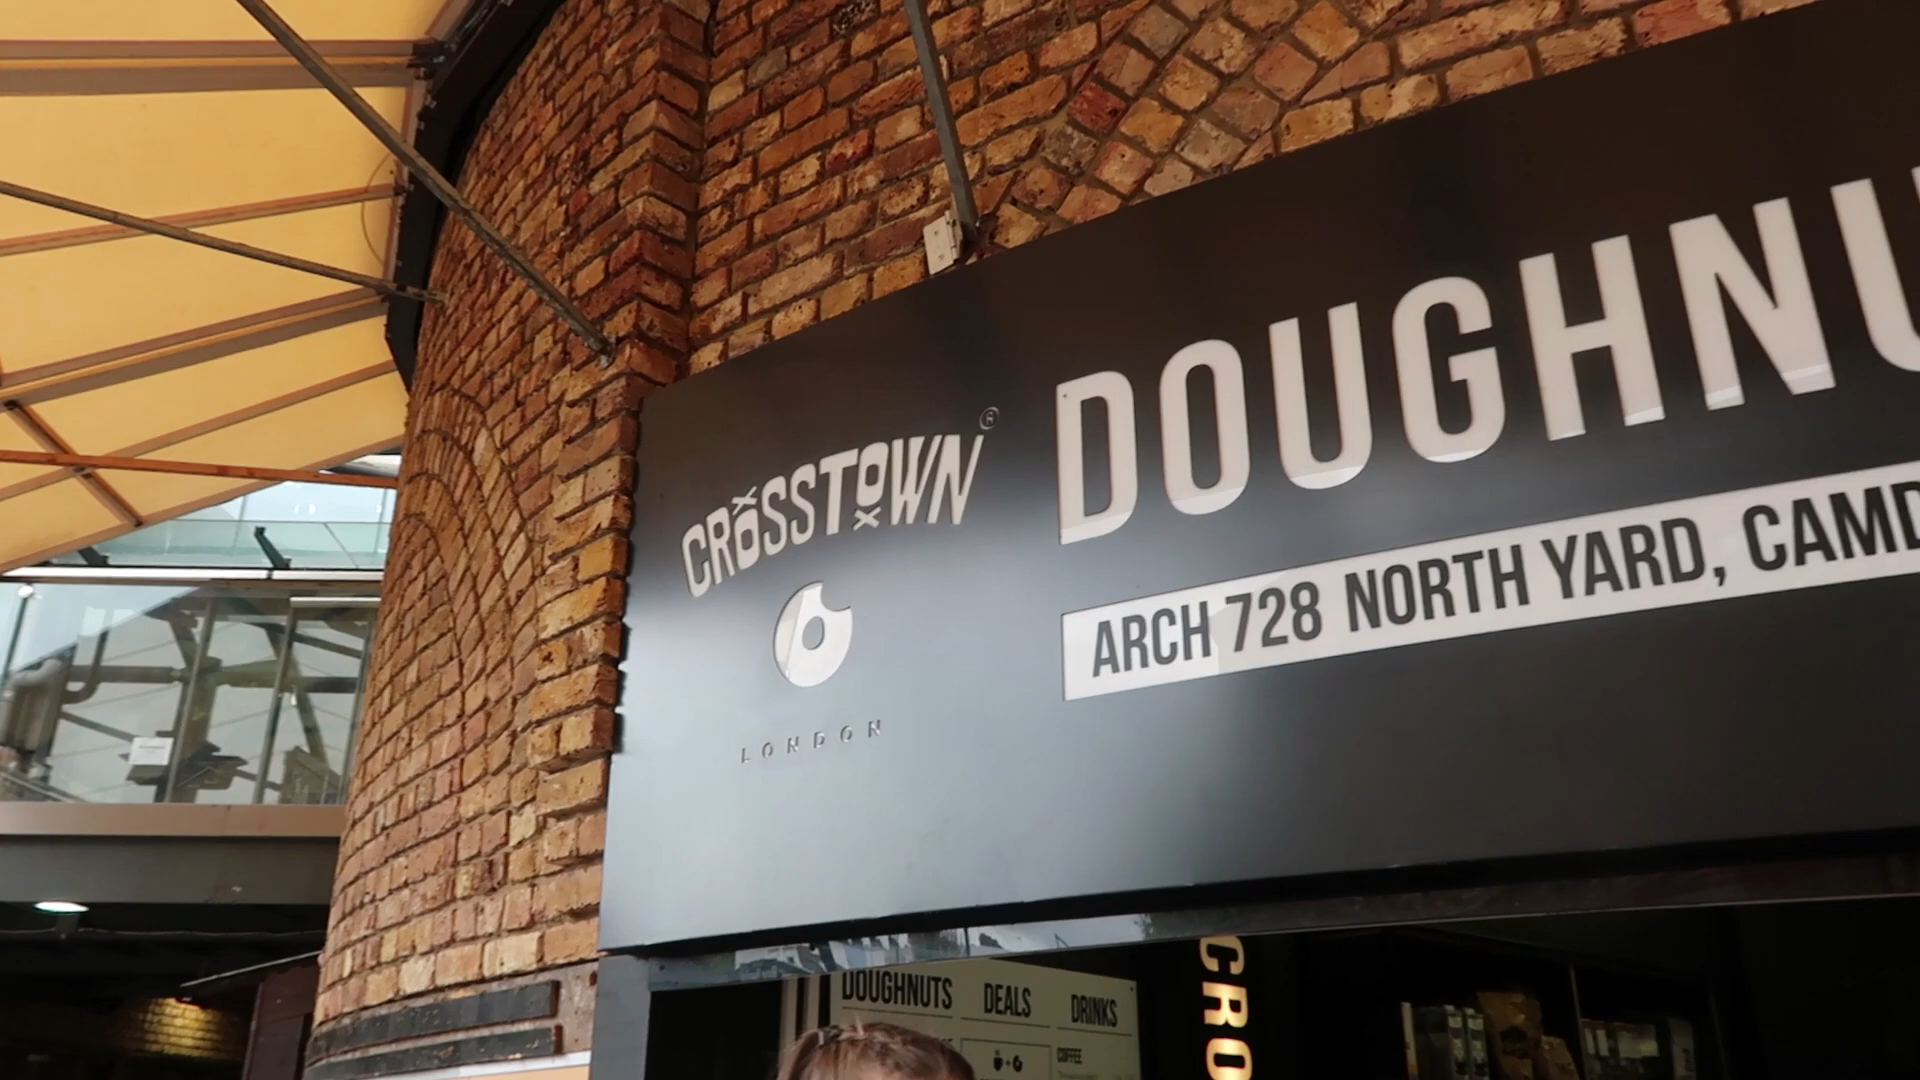 CROSSTOWN®
LONDON
DOUGHNU
ARCH 728 NORTH YARD, CAMD
DOUGHNUTS
DEALS
DRINKS
COFFEE
CRO